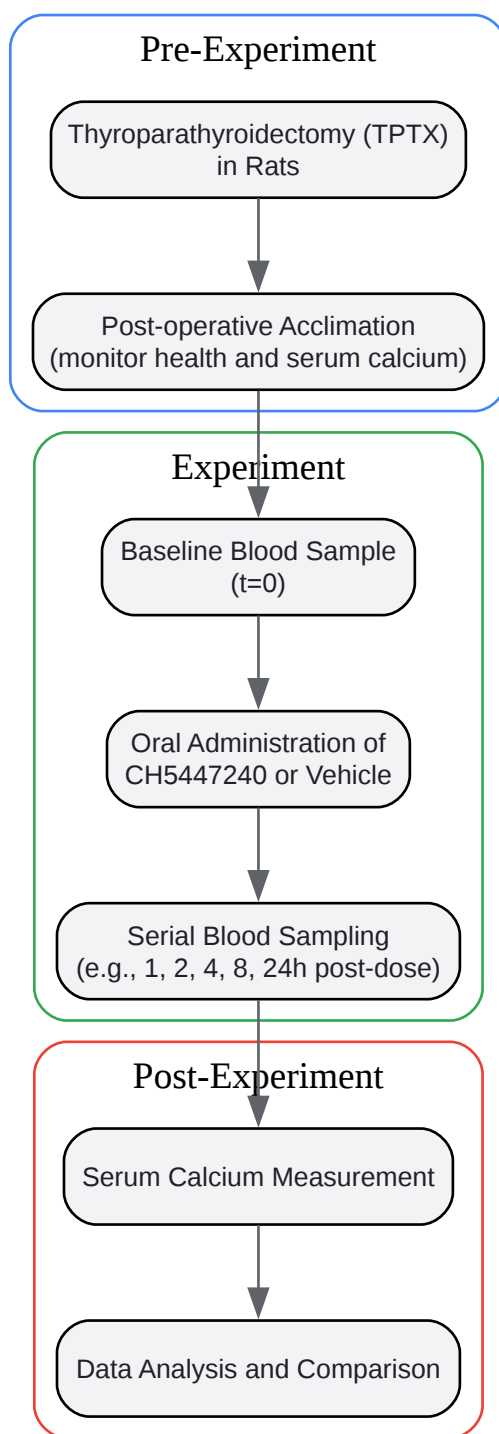 Pre-Experiment
Thyroparathyroidectomy (TPTX)
in Rats
Post-operative Acclimation
(monitor health and serum calcium)
Experiment
Baseline Blood Sample
(t=0)
Oral Administration of
CH5447240 or Vehicle
Serial Blood Sampling
(e.g., 1, 2, 4, 8, 24h post-dose)
Post-Experiment
Serum Calcium Measurement
Data Analysis and Comparison